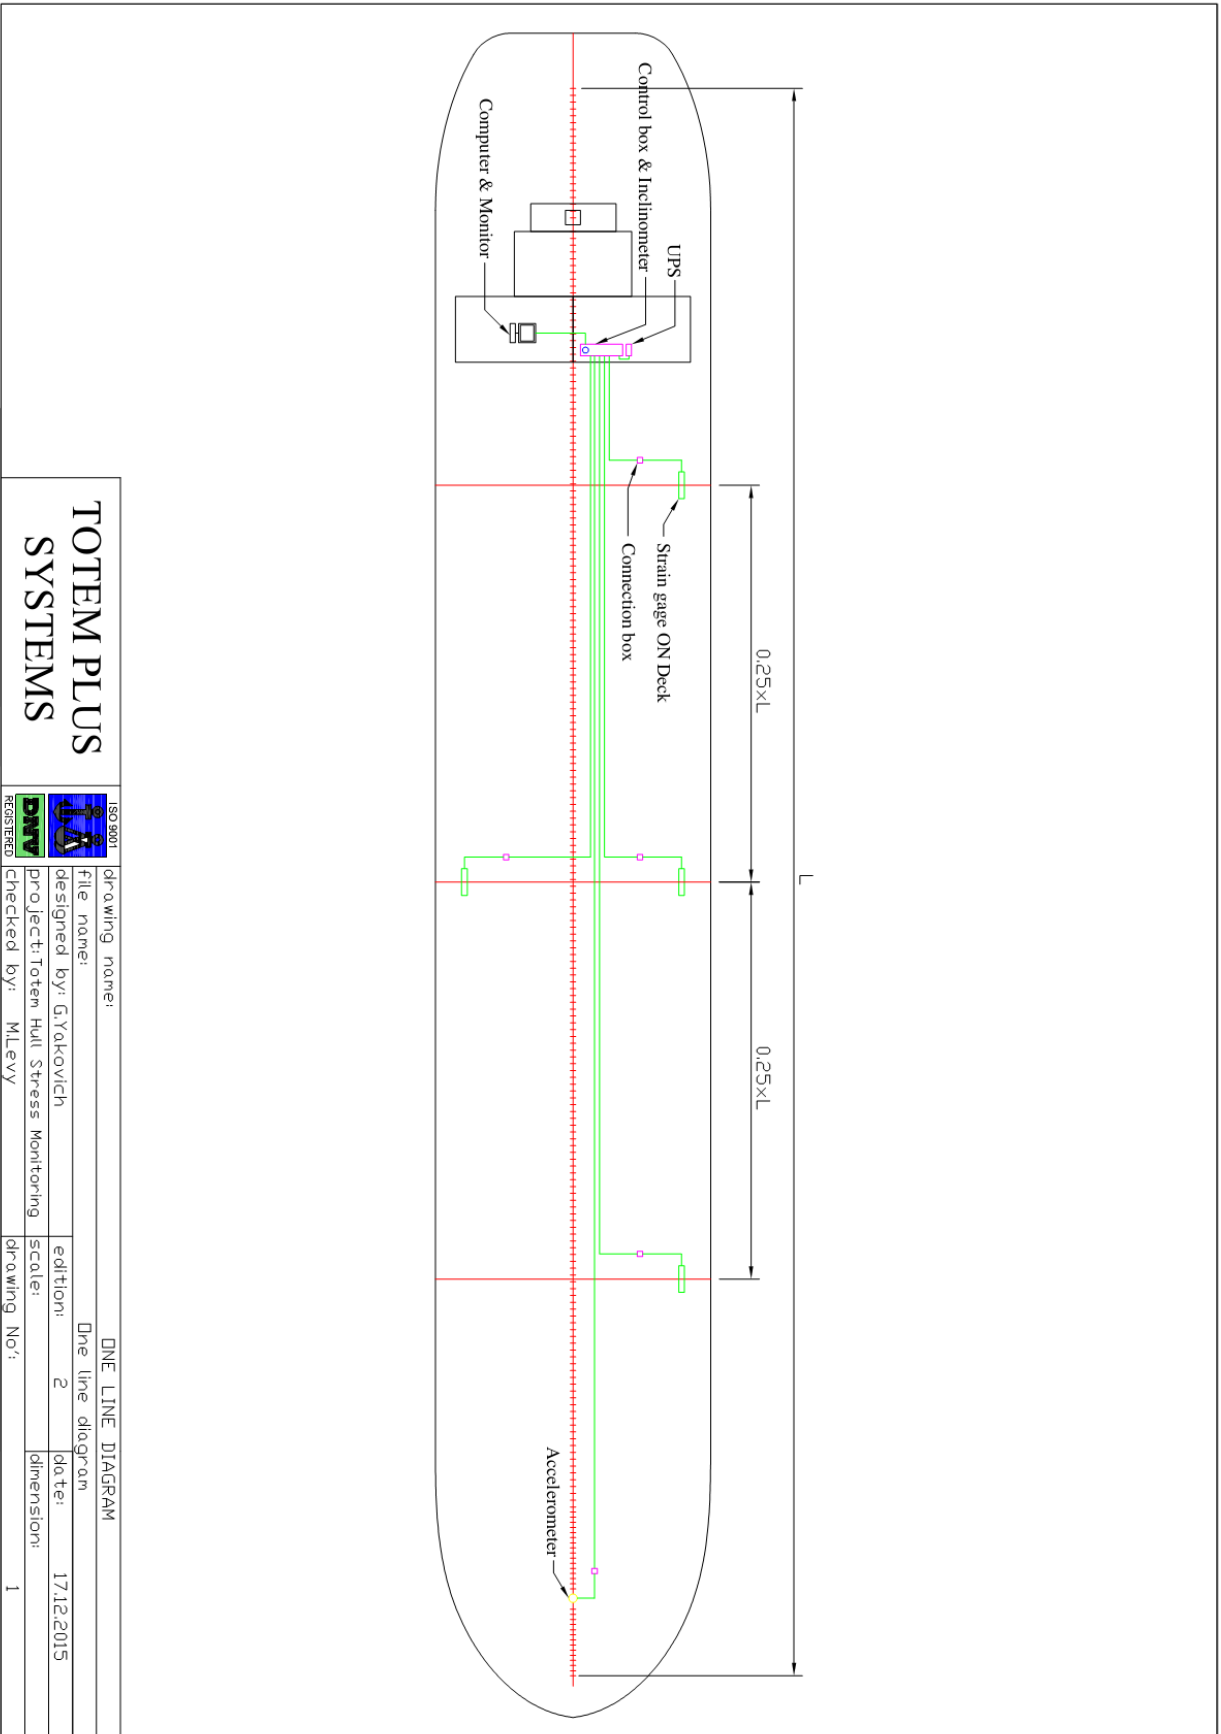 L
0.25xL
0.25xL
UPS
Control box & Inclinometer
Strain gage ON Deck
Connection box
Accelerometer
Computer & Monitor
TOTEM PLUS
SYSTEMS
ISO 9001
DNV
REGISTERED
drawing name: ONE LINE DIAGRAM
file name: One line diagram
designed by: G.Yakovich edition: 2 date: 17.12.2015
project: Totem Hull Stress Monitoring scale: dimension:
checked by: M.Levy drawing No': 1